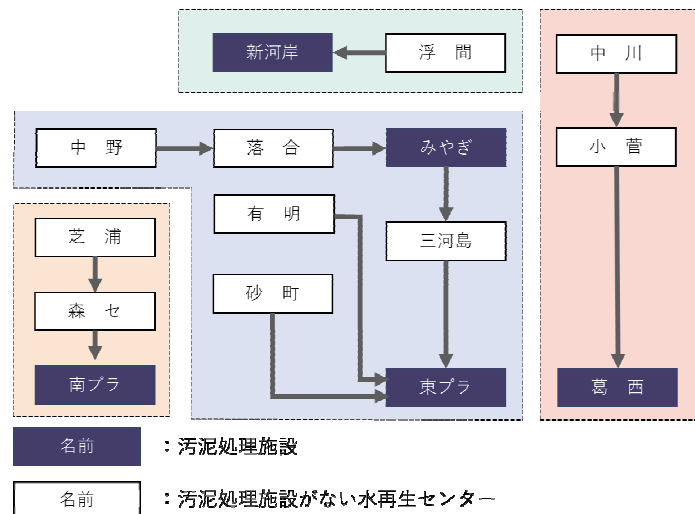 新河岸
浮 間
中 川
中 野
落 合
みやぎ
小 菅
有 明
三河島
芝 浦
砂 町
森 セ
南プラ
東プラ
葛 西
名前 ：汚泥処理施設
名前 ：汚泥処理施設がない水再生センター